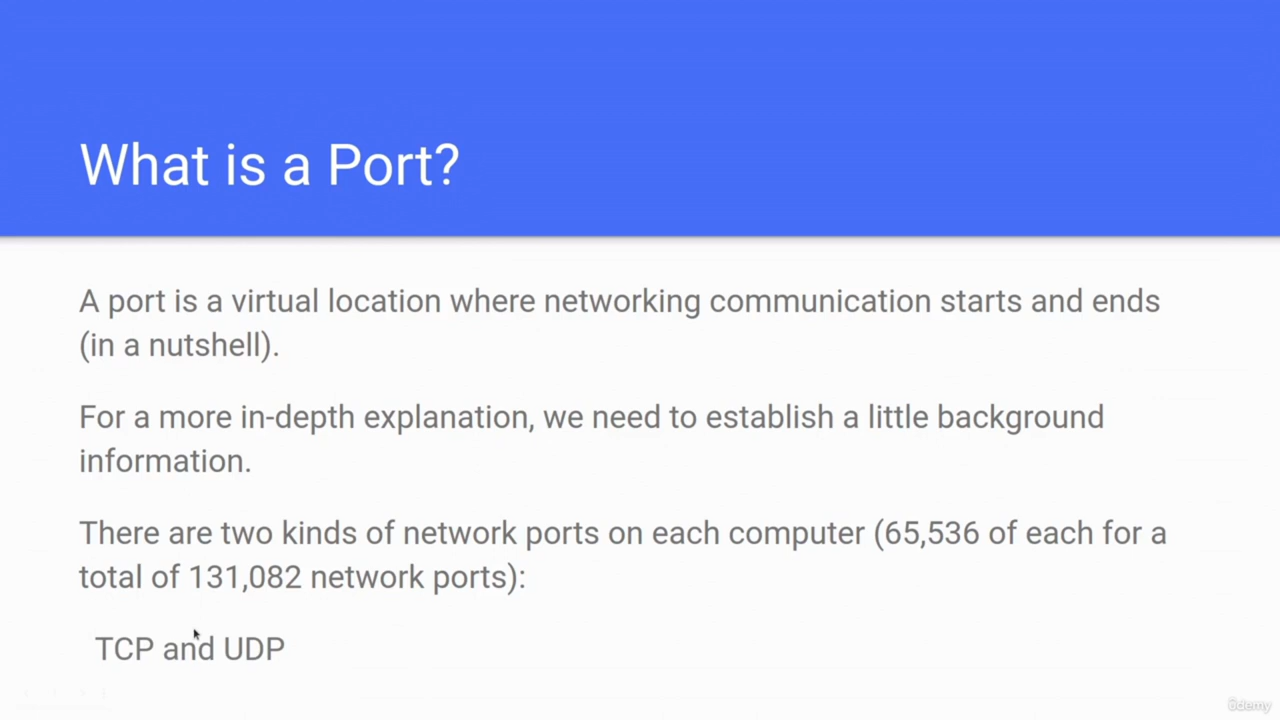 What is a Port?
A port is a virtual location where networking communication starts and ends
(in a nutshell).
For a more in-depth explanation, we need to establish a little background
information.
There are two kinds of network ports on each computer (65,536 of each for a
total of 131,082 network ports):
TCP and UDP
ûdemy